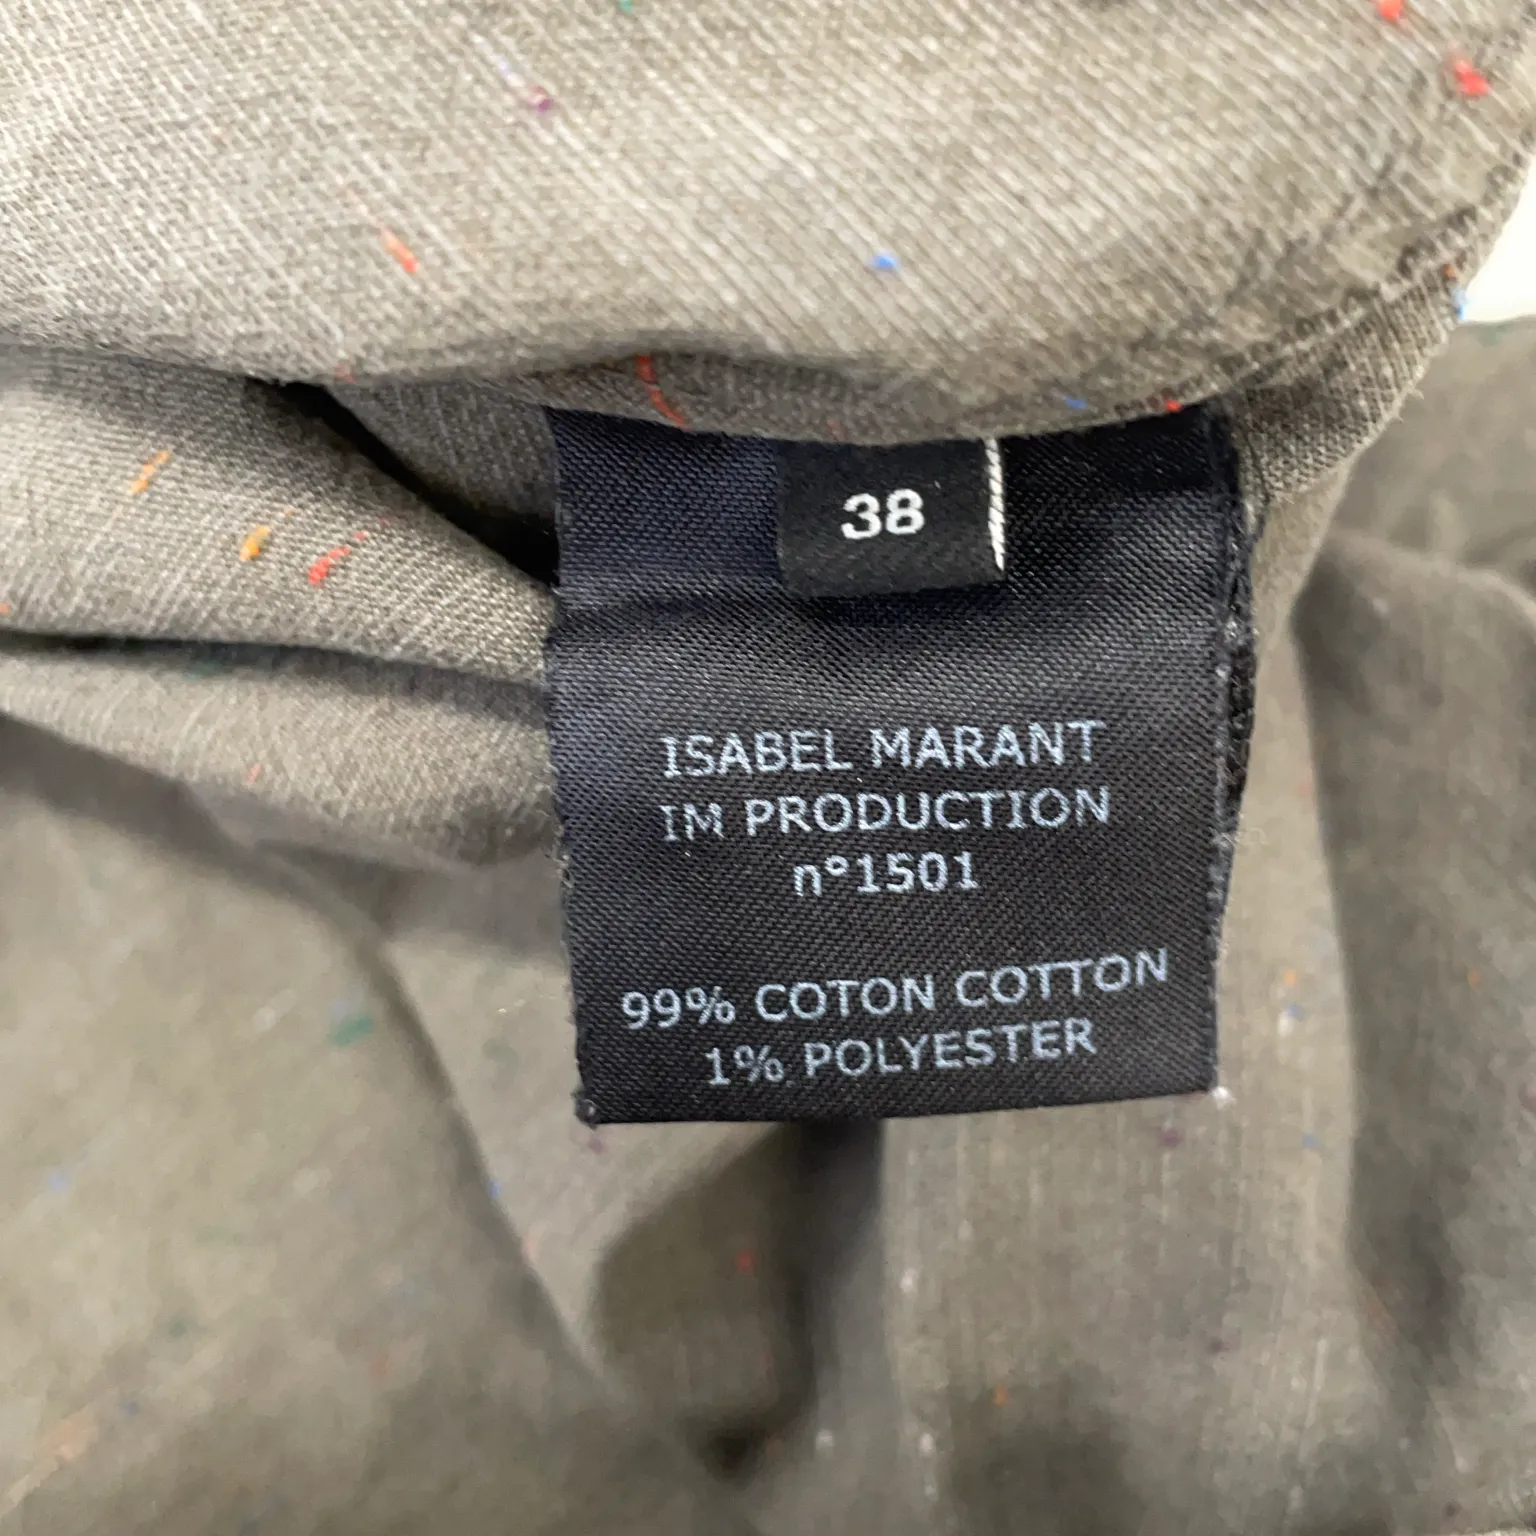 38
ISABEL MARANT
IM PRODUCTION
n°1501
99% COTON COTTON
1% POLYESTER